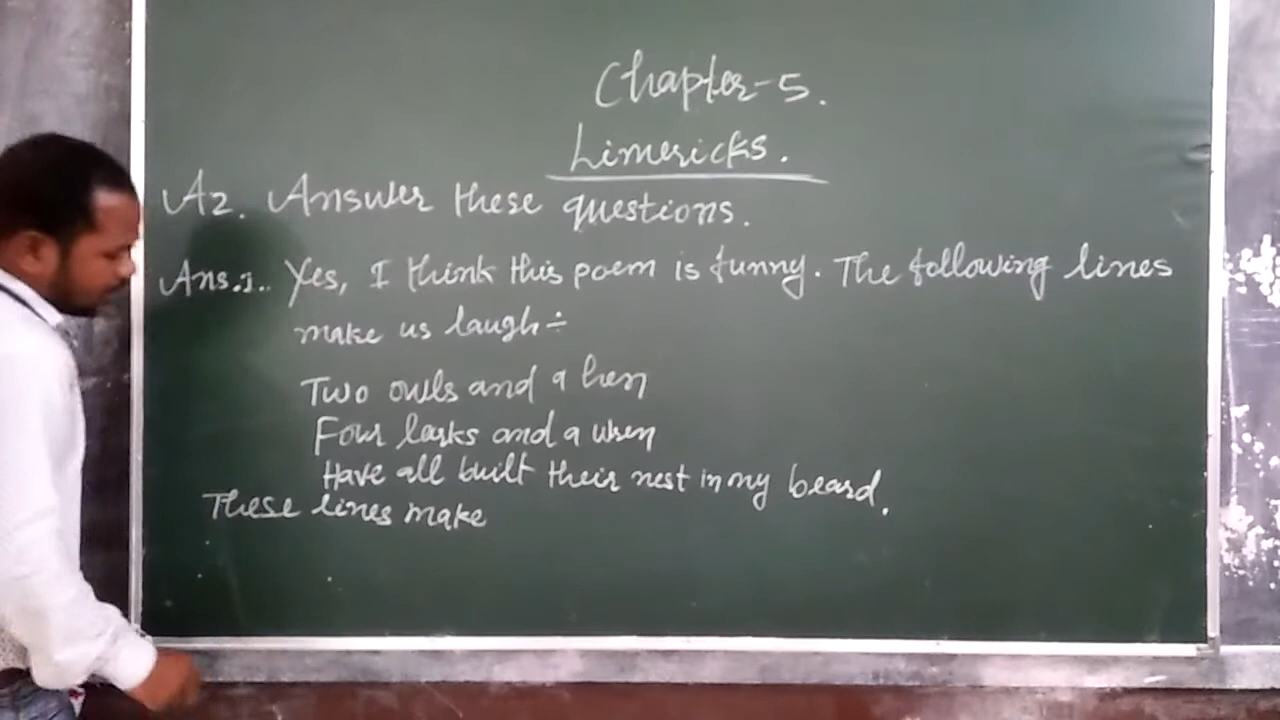 Chapter-5.
Limericks.
A2. Answer these questions.
Ans.1.. Yes, I think this poem is funny. The following lines
make us laugh ÷
Two owls and a hen
Four larks and a wren
Have all built their nest in my beard.
These lines make